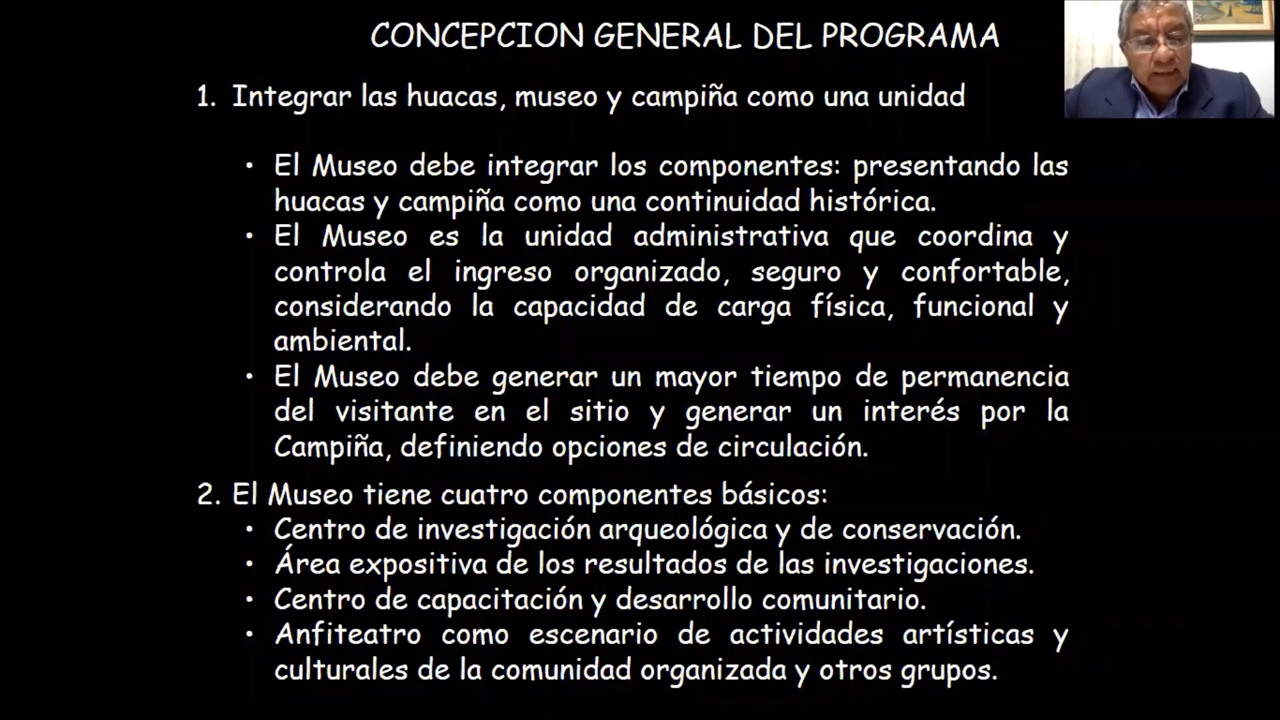 CONCEPCION GENERAL DEL PROGRAMA
1. Integrar las huacas, museo y campiña como una unidad
• El Museo debe integrar los componentes: presentando las
huacas y campiña como una continuidad histórica.
• El Museo es la unidad administrativa que coordina y
controla el ingreso organizado, seguro y confortable,
considerando la capacidad de carga física, funcional y
ambiental.
• El Museo debe generar un mayor tiempo de permanencia
del visitante en el sitio y generar un interés por la
Campiña, definiendo opciones de circulación.
2. El Museo tiene cuatro componentes básicos:
• Centro de investigación arqueológica y de conservación.
• Área expositiva de los resultados de las investigaciones.
• Centro de capacitación y desarrollo comunitario.
• Anfiteatro como escenario de actividades artísticas y
culturales de la comunidad organizada y otros grupos.